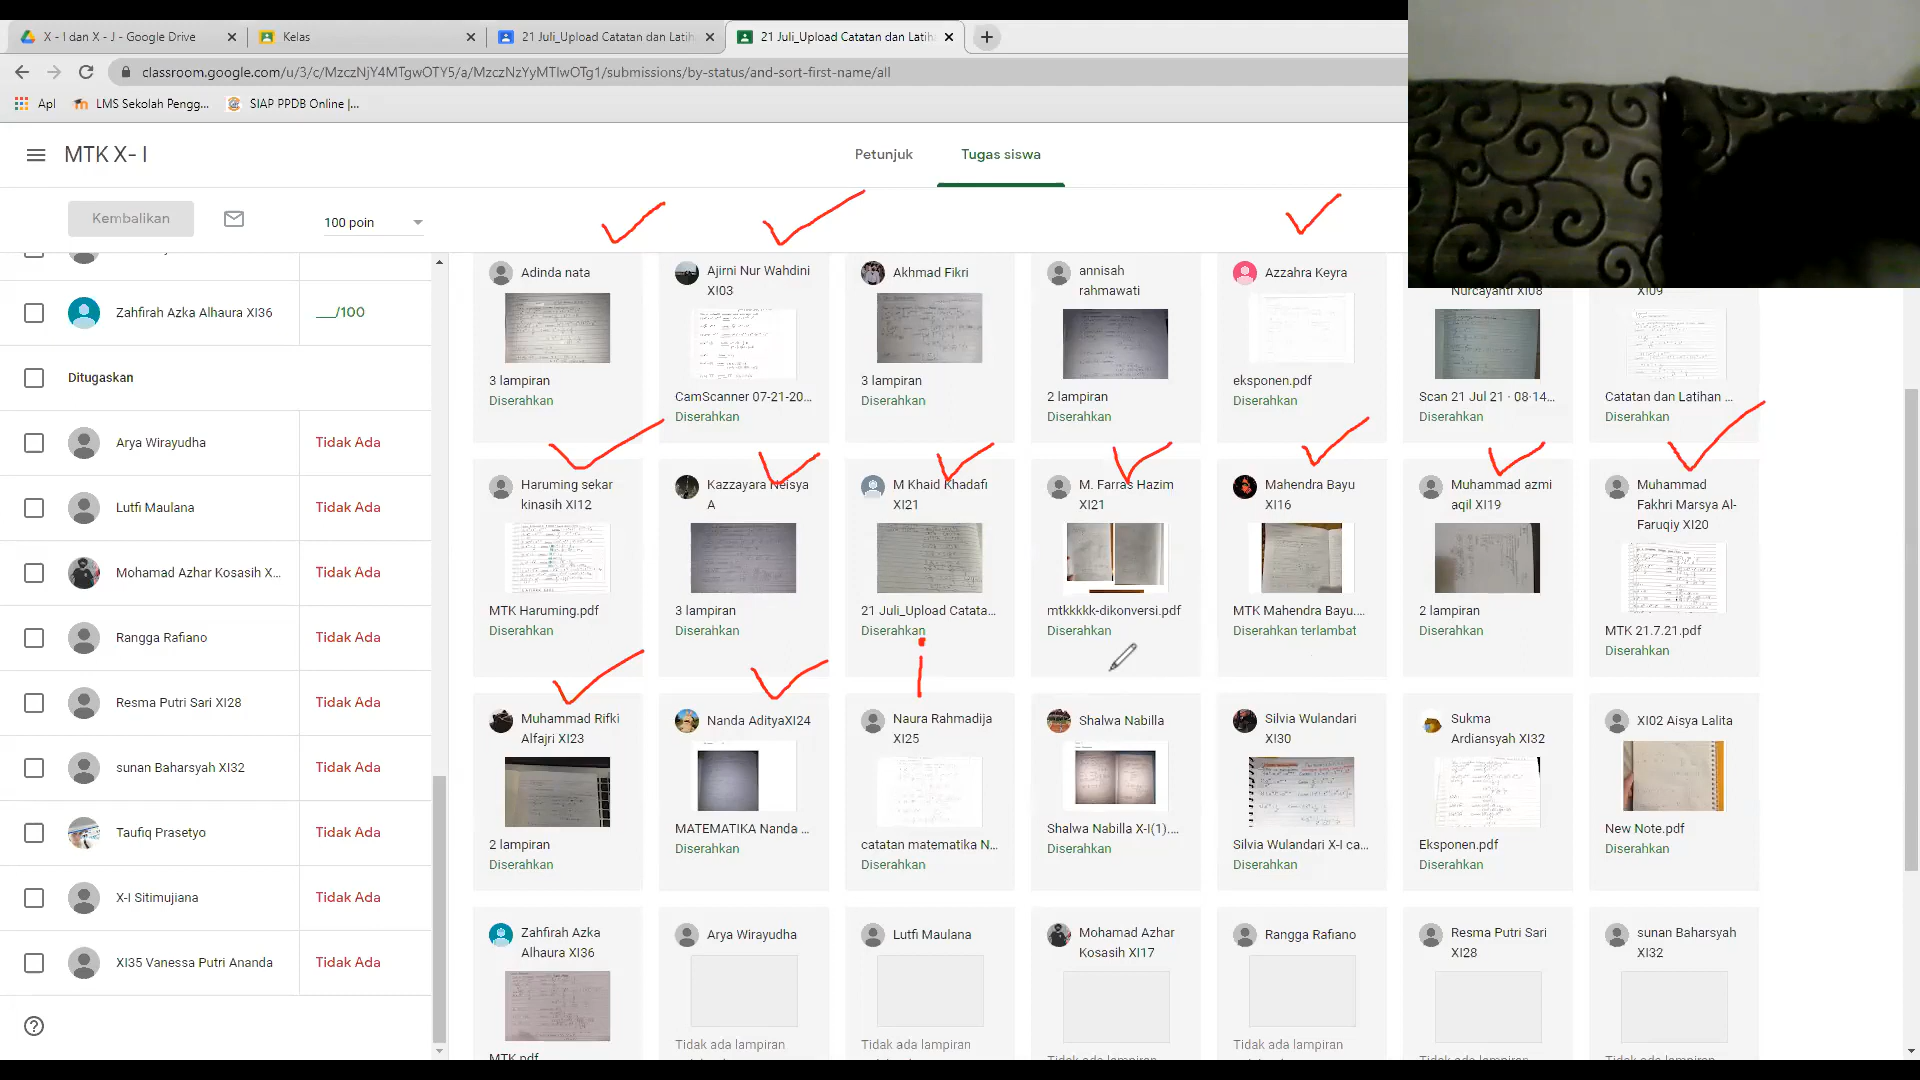 X - I dan X - J - Google Drive
Kelas
21 Juli_Upload Catatan dan Latih
21 Juli_Upload Catatan dan Latih
classroom.google.com/u/3/c/MzczNjY4MTgwOTY5/a/MzczNzYyMTIwOTg1/submissions/by-status/and-sort-first-name/all
Apl
LMS Sekolah Pengg...
SIAP PPDB Online |...
MTK X- I
Petunjuk
Tugas siswa
Kembalikan
100 poin
Zahfirah Azka Alhaura XI36
___/100
Ditugaskan
Arya Wirayudha
Tidak Ada
Lutfi Maulana
Tidak Ada
Mohamad Azhar Kosasih X...
Tidak Ada
Rangga Rafiano
Tidak Ada
Resma Putri Sari XI28
Tidak Ada
sunan Baharsyah XI32
Tidak Ada
Taufiq Prasetyo
Tidak Ada
X-I Sitimujiana
Tidak Ada
XI35 Vanessa Putri Ananda
Tidak Ada
Adinda nata
3 lampiran
Diserahkan
Ajirni Nur Wahdini
XI03
CamScanner 07-21-20...
Diserahkan
Akhmad Fikri
3 lampiran
Diserahkan
annisah
rahmawati
2 lampiran
Diserahkan
Azzahra Keyra
eksponen.pdf
Diserahkan
Nurcayanti XI08
Scan 21 Jul 21 · 08·14...
Diserahkan
XI09
Catatan dan Latihan ...
Diserahkan
Haruming sekar
kinasih XI12
MTK Haruming.pdf
Diserahkan
Kazzayara Neisya
A
3 lampiran
Diserahkan
M Khaid Khadafi
XI21
21 Juli_Upload Catata...
Diserahkan
M. Farras Hazim
XI21
mtkkkkk-dikonversi.pdf
Diserahkan
Mahendra Bayu
XI16
MTK Mahendra Bayu....
Diserahkan terlambat
Muhammad azmi
aqil XI19
2 lampiran
Diserahkan
Muhammad
Fakhri Marsya Al-
Faruqiy XI20
MTK 21.7.21.pdf
Diserahkan
Muhammad Rifki
Alfajri XI23
2 lampiran
Diserahkan
Nanda AdityaXI24
MATEMATIKA Nanda ...
Diserahkan
Naura Rahmadija
XI25
catatan matematika N...
Diserahkan
Shalwa Nabilla
Shalwa Nabilla X-I(1)....
Diserahkan
Silvia Wulandari
XI30
Silvia Wulandari X-I ca...
Diserahkan
Sukma
Ardiansyah XI32
Eksponen.pdf
Diserahkan
XI02 Aisya Lalita
New Note.pdf
Diserahkan
Zahfirah Azka
Alhaura XI36
MTK.pdf
Arya Wirayudha
Tidak ada lampiran
Lutfi Maulana
Tidak ada lampiran
Mohamad Azhar
Kosasih XI17
Tidak ada lampiran
Rangga Rafiano
Tidak ada lampiran
Resma Putri Sari
XI28
Tidak ada lampiran
sunan Baharsyah
XI32
Tidak ada lampiran